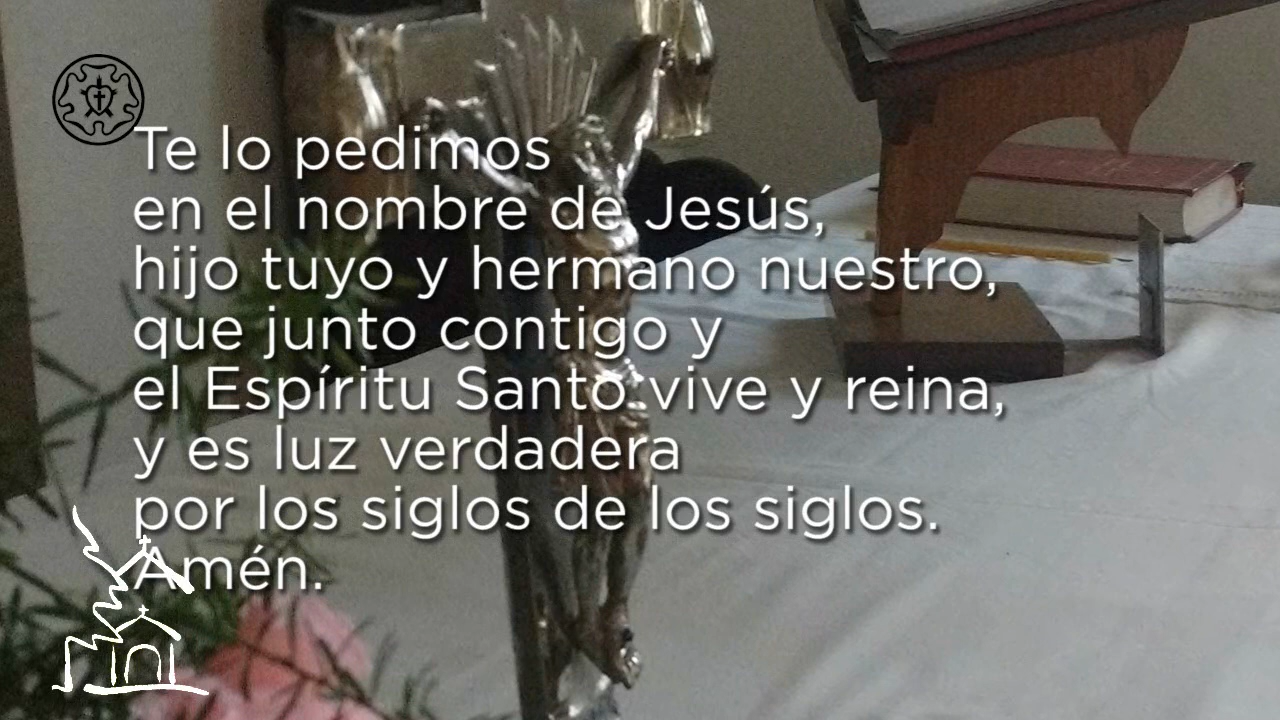 Te lo pedimos
en el nombre de Jesús,
hijo tuyo y hermano nuestro,
que junto contigo y
el Espíritu Santo vive y reina,
y es luz verdadera
por los siglos de los siglos.
Amén.